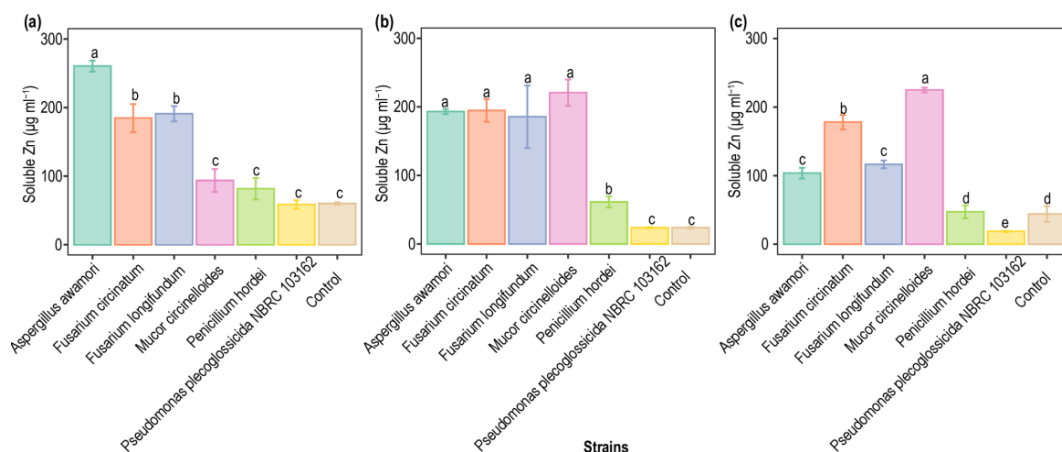 (a)
300
200
100
0
Soluble Zn (µg ml⁻¹)
a
b
b
c
c
c
c
Aspergillus awamori
Fusarium circinatum
Fusarium longifundum
Mucor circinelloides
Penicillium hordei
Pseudomonas plecoglossicida NBRC 103162
Control
(b)
300
200
100
0
Soluble Zn (µg ml⁻¹)
a
a
a
a
b
c
c
Aspergillus awamori
Fusarium circinatum
Fusarium longifundum
Mucor circinelloides
Penicillium hordei
Pseudomonas plecoglossicida NBRC 103162
Control
(c)
300
200
100
0
Soluble Zn (µg ml⁻¹)
c
b
c
a
d
e
d
Aspergillus awamori
Fusarium circinatum
Fusarium longifundum
Mucor circinelloides
Penicillium hordei
Pseudomonas plecoglossicida NBRC 103162
Control
Strains